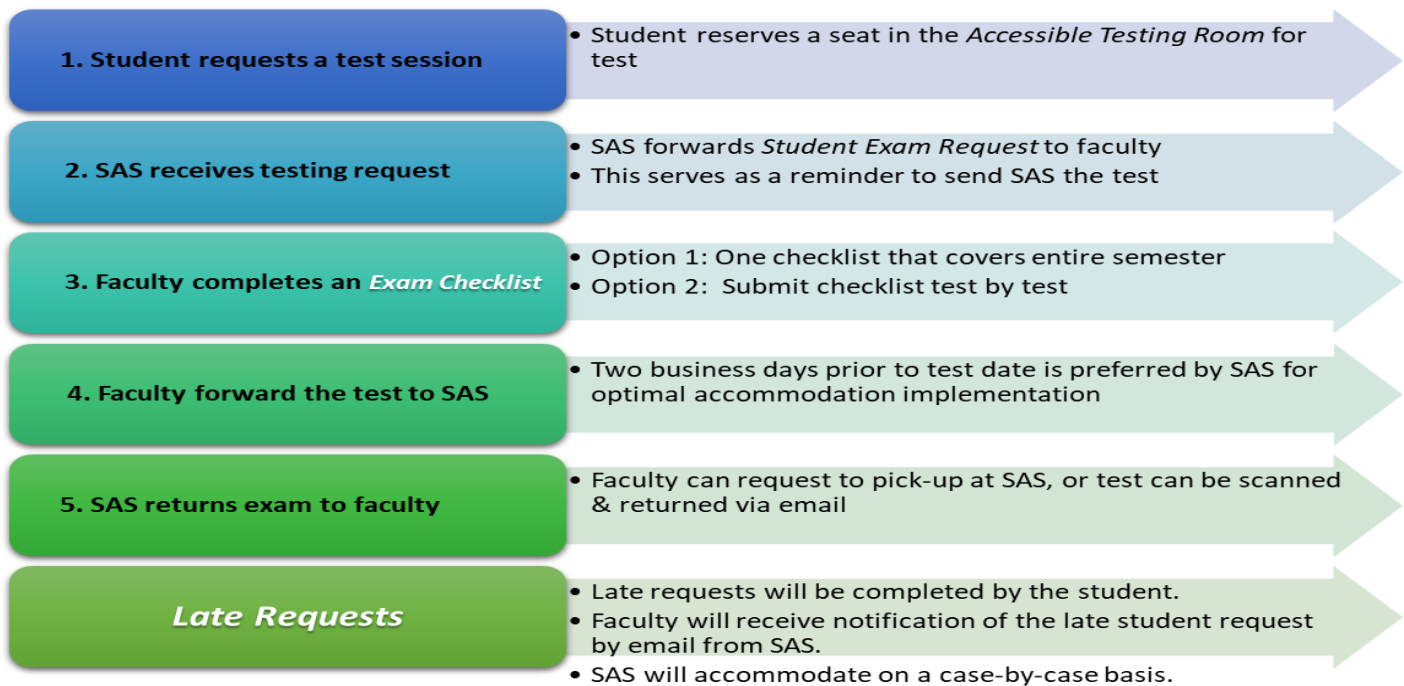 1. Student requests a test session
• Student reserves a seat in the Accessible Testing Room for
test
2. SAS receives testing request
• SAS forwards Student Exam Request to faculty
• This serves as a reminder to send SAS the test
3. Faculty completes an Exam Checklist
• Option 1: One checklist that covers entire semester
• Option 2:  Submit checklist test by test
4. Faculty forward the test to SAS
• Two business days prior to test date is preferred by SAS for
optimal accommodation implementation
5. SAS returns exam to faculty
• Faculty can request to pick-up at SAS, or test can be scanned
& returned via email
Late Requests
• Late requests will be completed by the student.
• Faculty will receive notification of the late student request
by email from SAS.
• SAS will accommodate on a case-by-case basis.